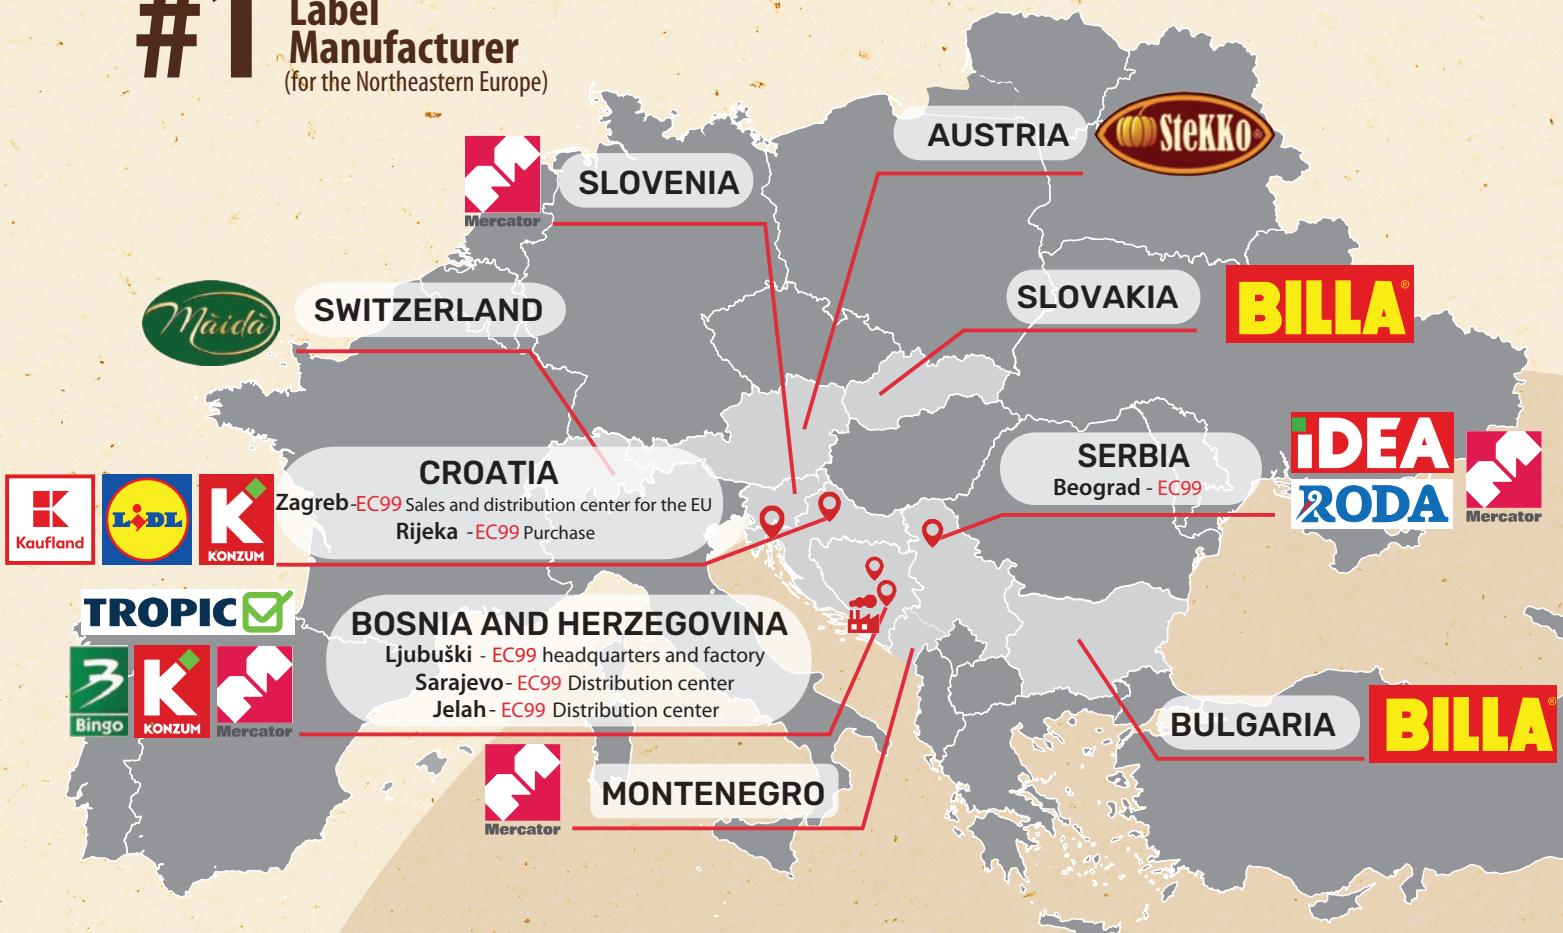 #1 Label
Manufacturer
(for the Northeastern Europe)
Mercator
SLOVENIA
AUSTRIA
SteKKo®
Màidà
SWITZERLAND
SLOVAKIA
BILLA®
Kaufland
LiDL
K
KONZUM
CROATIA
Zagreb-EC99 Sales and distribution center for the EU
Rijeka -EC99 Purchase
SERBIA
Beograd - EC99
iDEA
RODA
Mercator
TROPIC
Bingo
K
KONZUM
Mercator
BOSNIA AND HERZEGOVINA
Ljubuški - EC99 headquarters and factory
Sarajevo- EC99 Distribution center
Jelah- EC99 Distribution center
BULGARIA
BILLA®
Mercator
MONTENEGRO